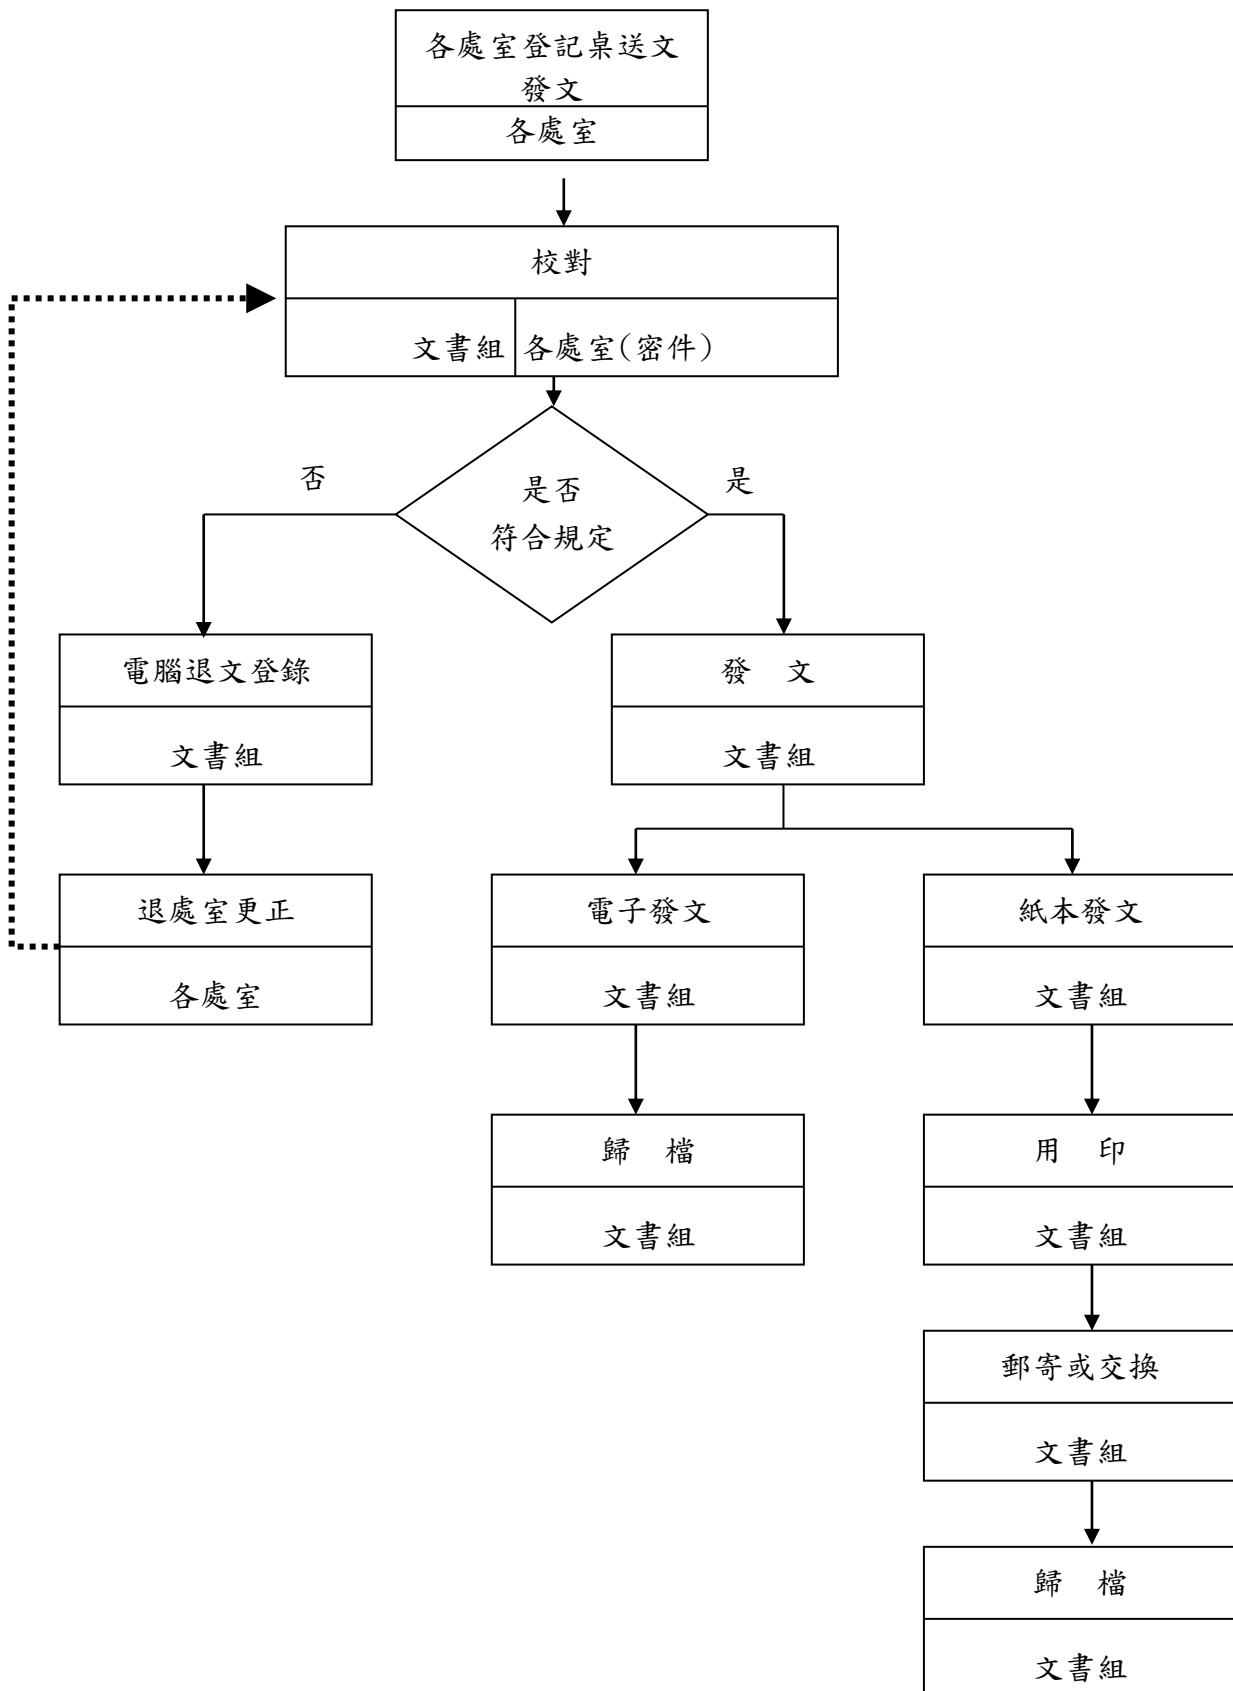 各處室登記桌送文
發文
各處室
校對
文書組 各處室(密件)
否
是
是否
符合規定
電腦退文登錄
文書組
發　文
文書組
退處室更正
各處室
電子發文
文書組
紙本發文
文書組
歸　檔
文書組
用　印
文書組
郵寄或交換
文書組
歸　檔
文書組